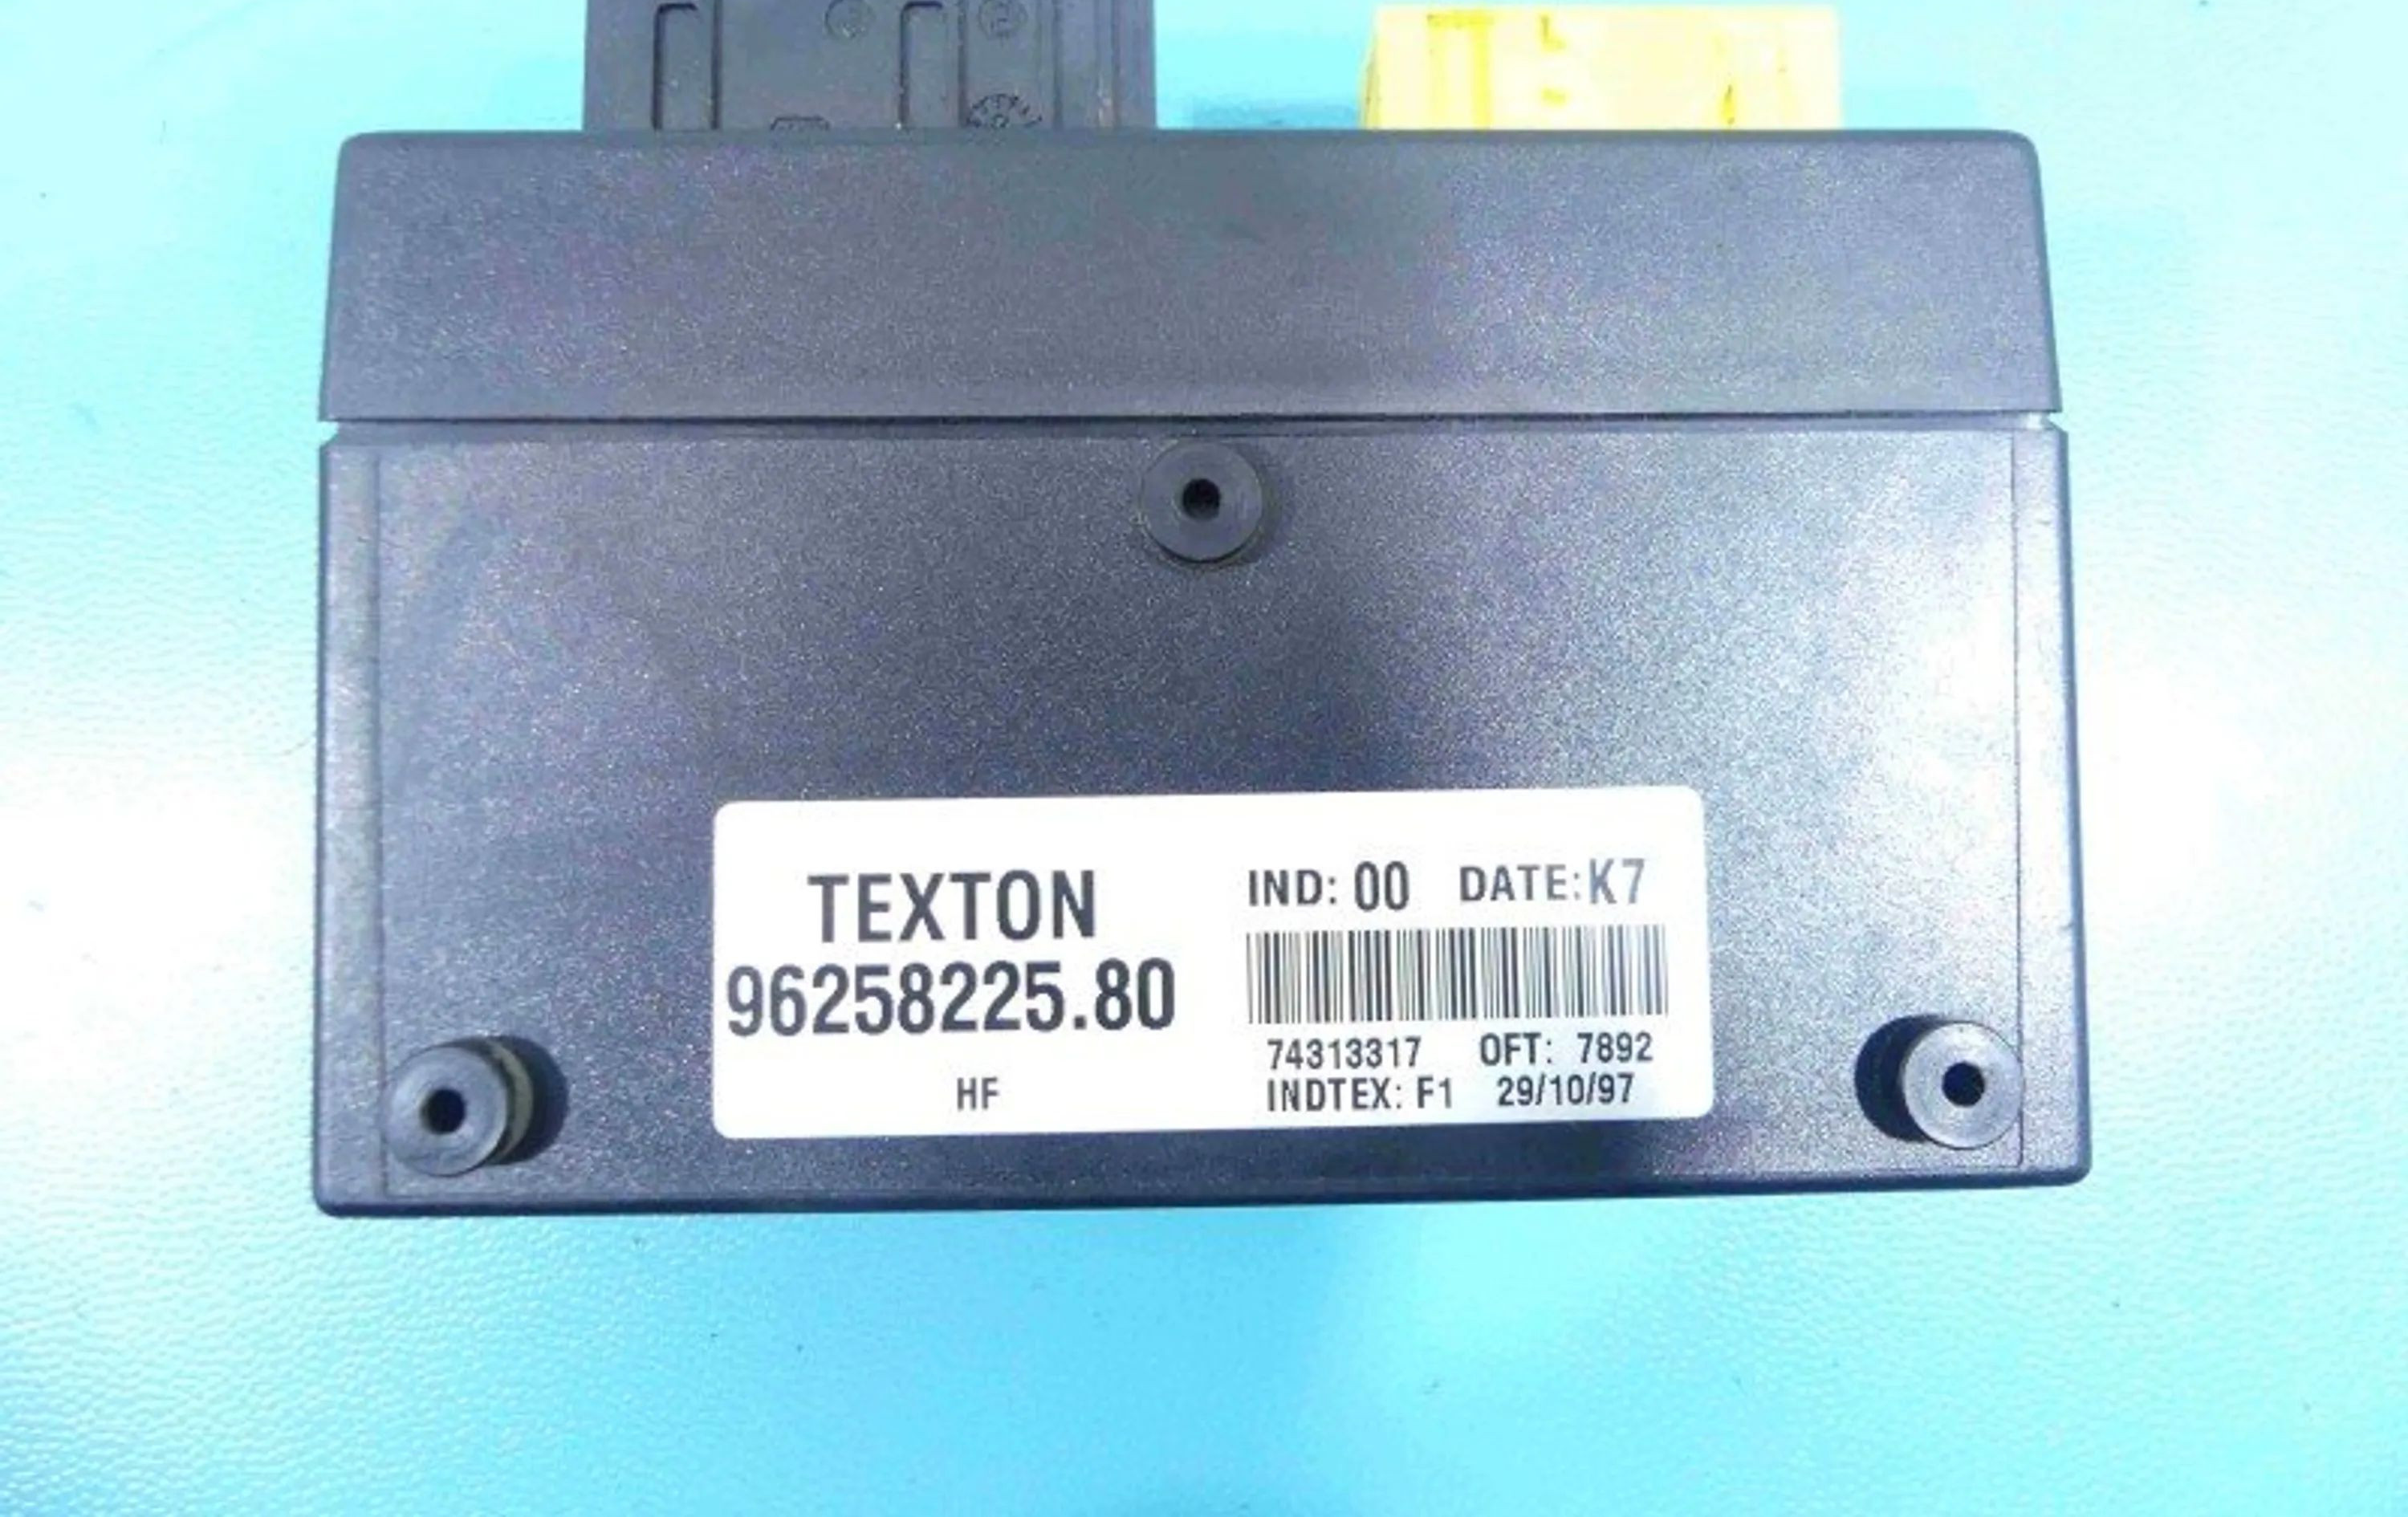 TEXTON
96258225.80
HF
IND: 00 DATE: K7
74313317 OFT: 7892
INDTEX: F1 29/10/97